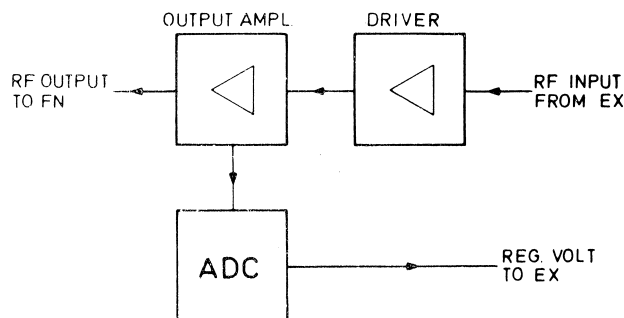 OUTPUT AMPL.
DRIVER
RF OUTPUT
TO FN
RF INPUT
FROM EX
ADC
REG. VOLT
TO EX